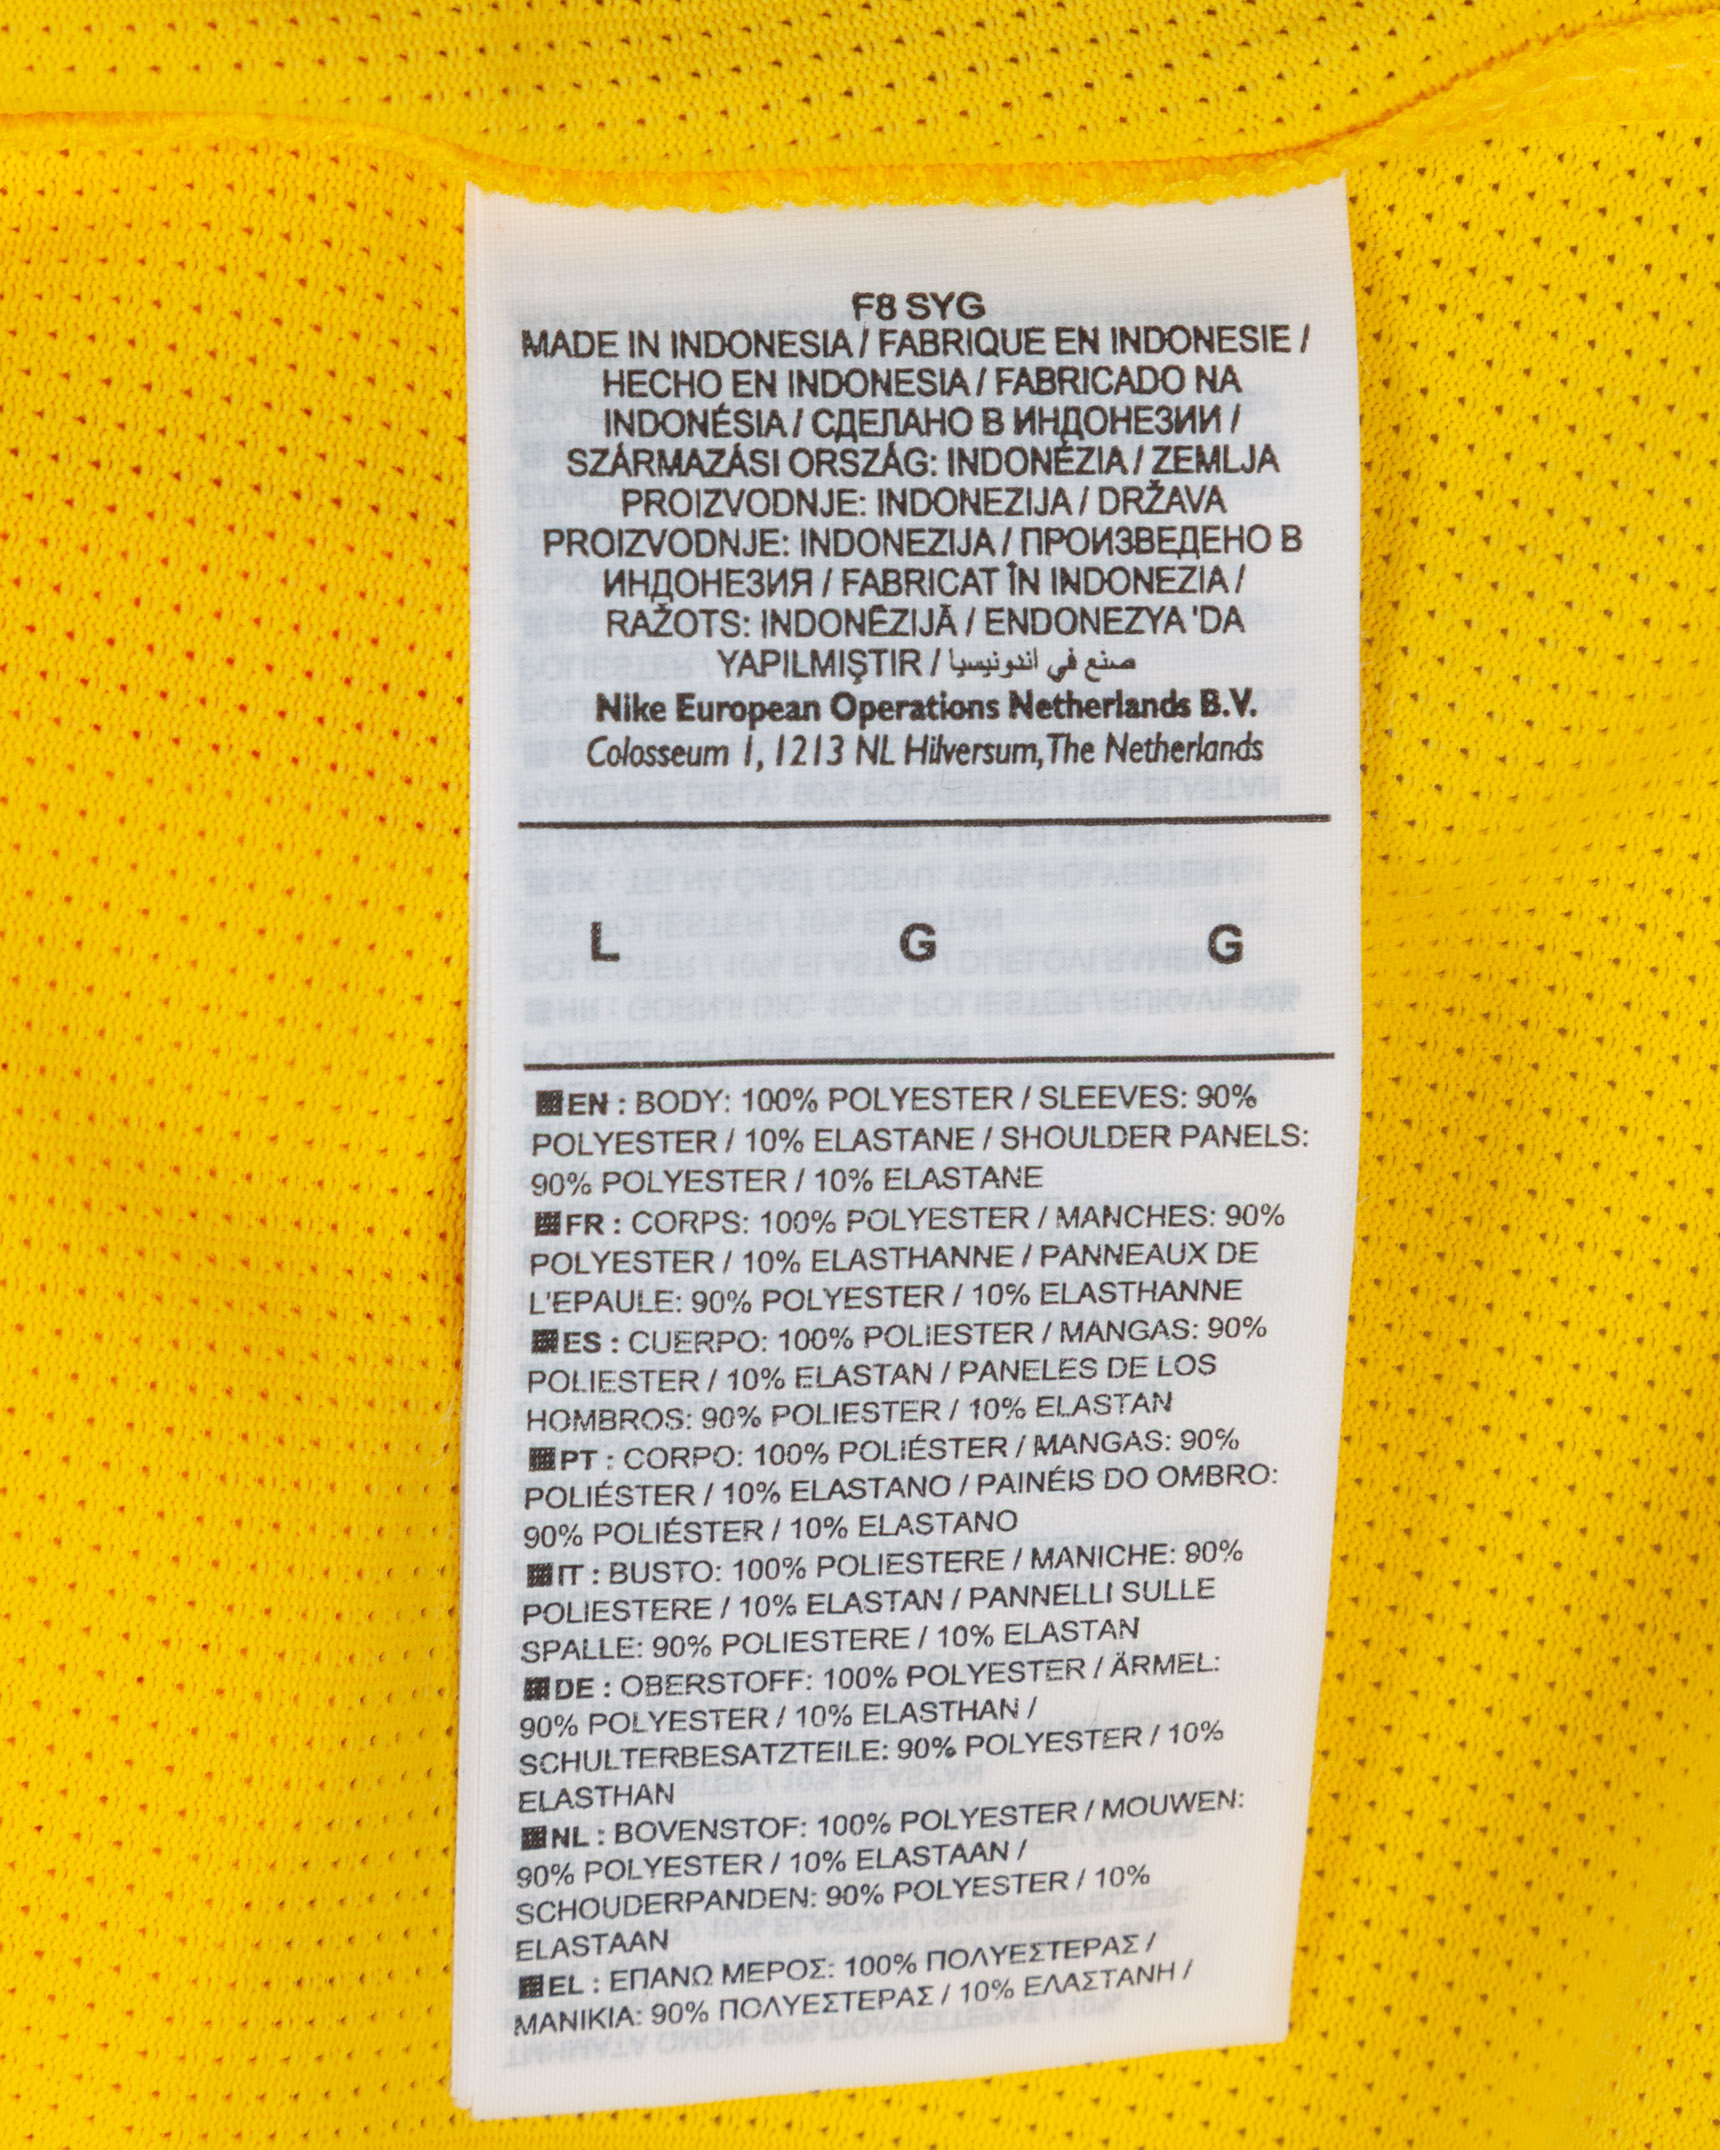 F8 SYG
MADE IN INDONESIA / FABRIQUE EN INDONESIE /
HECHO EN INDONESIA / FABRICADO NA
INDONÉSIA / СДЕЛАНО В ИНДОНЕЗИИ /
SZÁRMAZÁSI ORSZÁG: INDONÉZIA / ZEMLJA
PROIZVODNJE: INDONEZIJA / DRŽAVA
PROIZVODNJE: INDONEZIJA / ПРОИЗВЕДЕНО В
ИНДОНЕЗИЯ / FABRICAT ÎN INDONEZIA /
RAŽOTS: INDONĒZIJĀ / ENDONEZYA 'DA
YAPILMIŞTIR / صنع في اندونيسيا
Nike European Operations Netherlands B.V.
Colosseum 1, 1213 NL Hilversum, The Netherlands
L G G
EN : BODY: 100% POLYESTER / SLEEVES: 90%
POLYESTER / 10% ELASTANE / SHOULDER PANELS:
90% POLYESTER / 10% ELASTANE
FR : CORPS: 100% POLYESTER / MANCHES: 90%
POLYESTER / 10% ELASTHANNE / PANNEAUX DE
L'EPAULE: 90% POLYESTER / 10% ELASTHANNE
ES : CUERPO: 100% POLIESTER / MANGAS: 90%
POLIESTER / 10% ELASTAN / PANELES DE LOS
HOMBROS: 90% POLIESTER / 10% ELASTAN
PT : CORPO: 100% POLIÉSTER / MANGAS: 90%
POLIÉSTER / 10% ELASTANO / PAINÉIS DO OMBRO:
90% POLIÉSTER / 10% ELASTANO
IT : BUSTO: 100% POLIESTERE / MANICHE: 90%
POLIESTERE / 10% ELASTAN / PANNELLI SULLE
SPALLE: 90% POLIESTERE / 10% ELASTAN
DE : OBERSTOFF: 100% POLYESTER / ÄRMEL:
90% POLYESTER / 10% ELASTHAN /
SCHULTERBESATZTEILE: 90% POLYESTER / 10%
ELASTHAN
NL : BOVENSTOF: 100% POLYESTER / MOUWEN:
90% POLYESTER / 10% ELASTAAN /
SCHOUDERPANDEN: 90% POLYESTER / 10%
ELASTAAN
EL : ΕΠΑΝΩ ΜΕΡΟΣ: 100% ΠΟΛΥΕΣΤΕΡΑΣ /
ΜΑΝΙΚΙΑ: 90% ΠΟΛΥΕΣΤΕΡΑΣ / 10% ΕΛΑΣΤΑΝΗ /